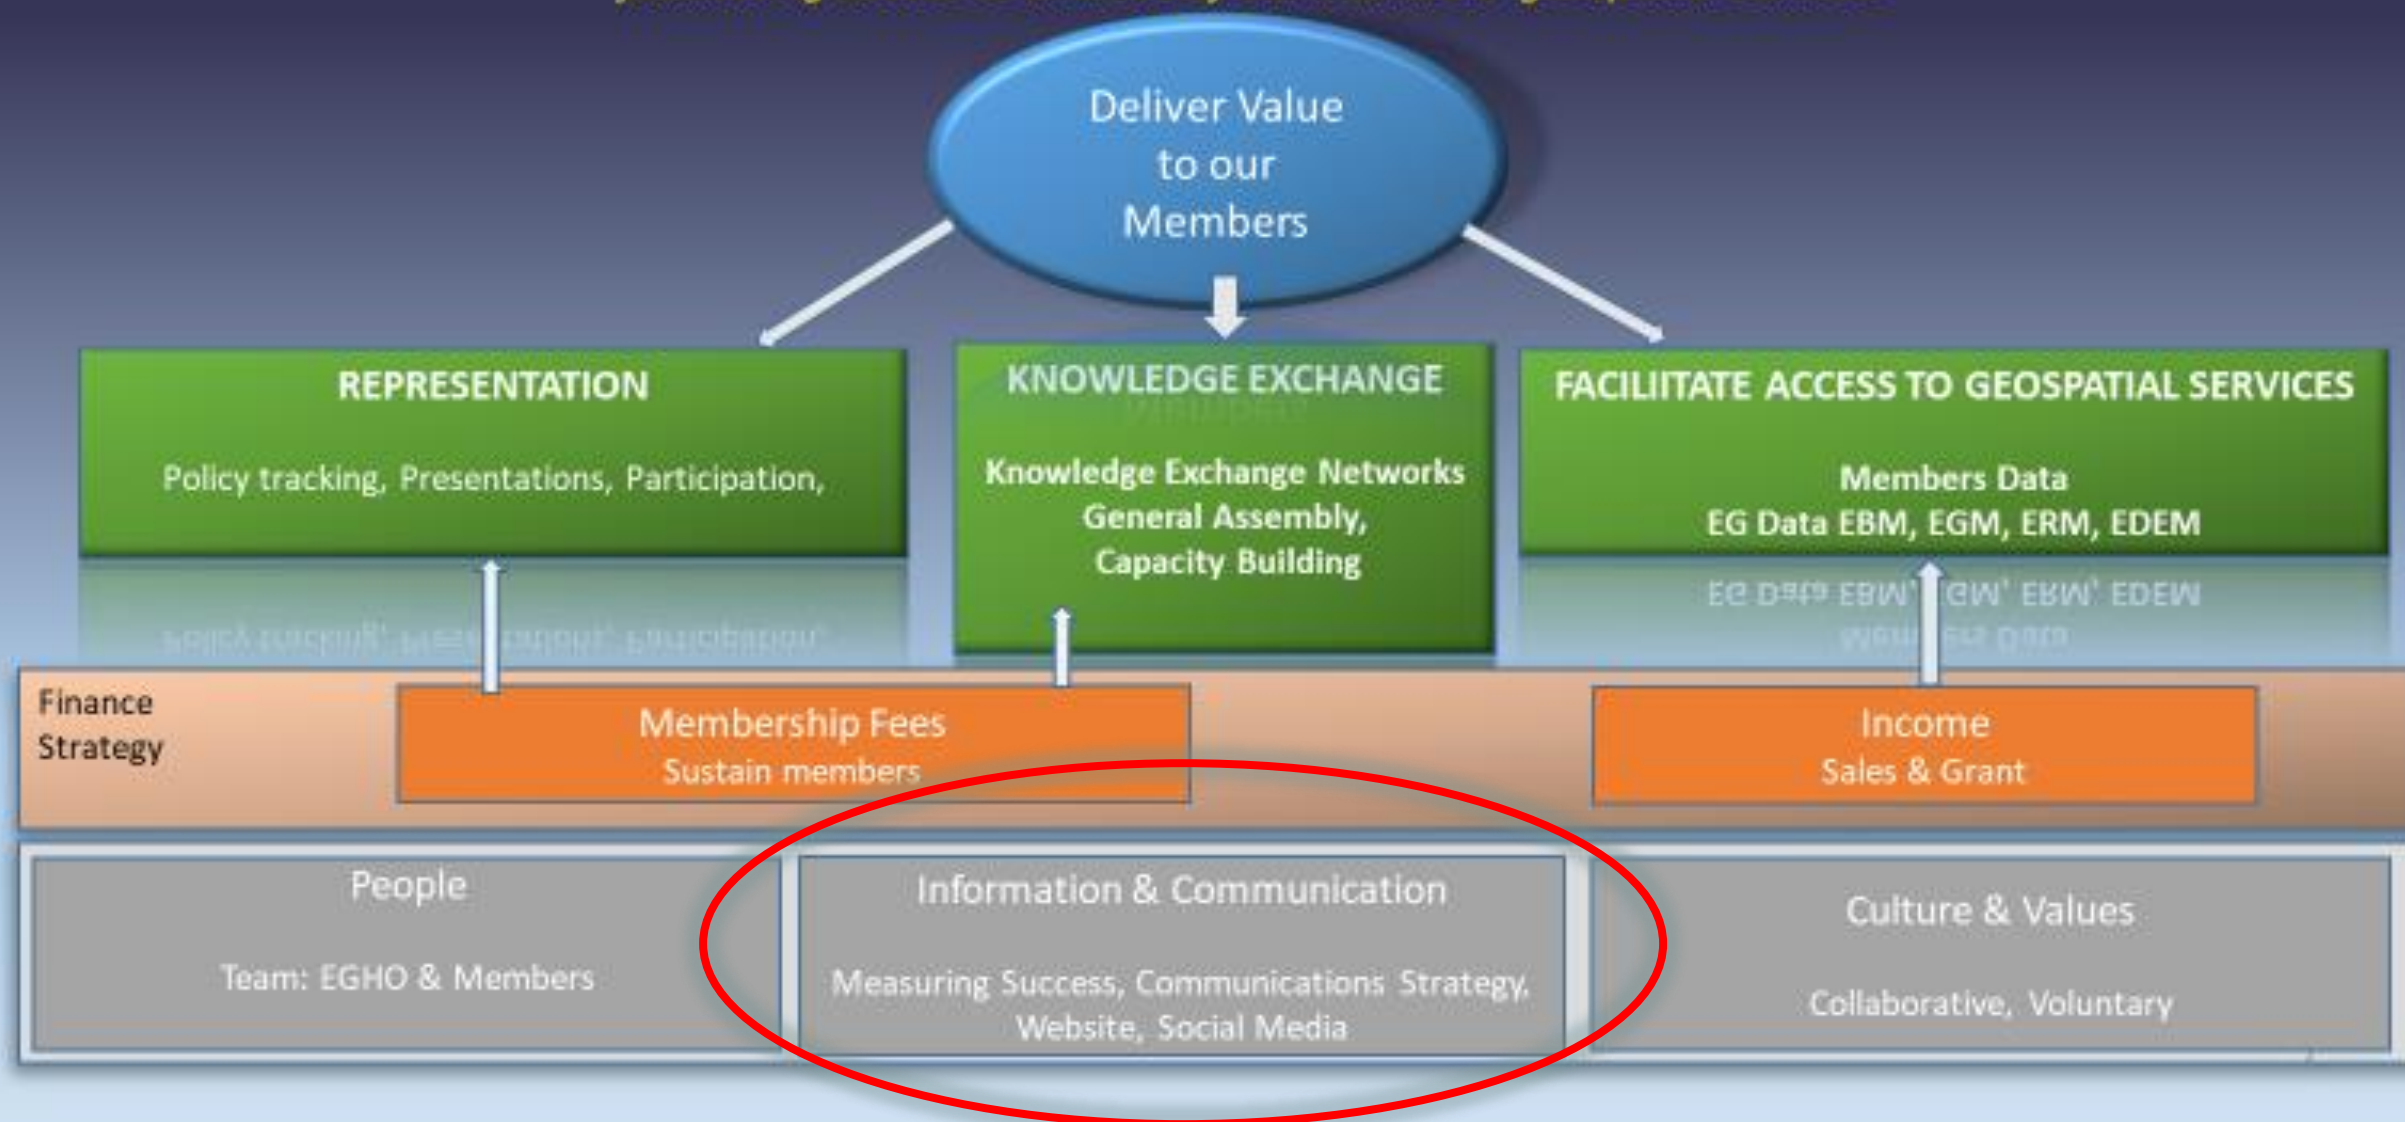 Deliver Value
to our
Members
REPRESENTATION
Policy tracking, Presentations, Participation,
KNOWLEDGE EXCHANGE
Knowledge Exchange Networks
General Assembly,
Capacity Building
FACILIITATE ACCESS TO GEOSPATIAL SERVICES
Members Data
EG Data EBM, EGM, ERM, EDEM
Finance
Strategy
Membership Fees
Sustain members
Income
Sales & Grant
People
Team: EGHO & Members
Information & Communication
Measuring Success, Communications Strategy,
Website, Social Media
Culture & Values
Collaborative, Voluntary